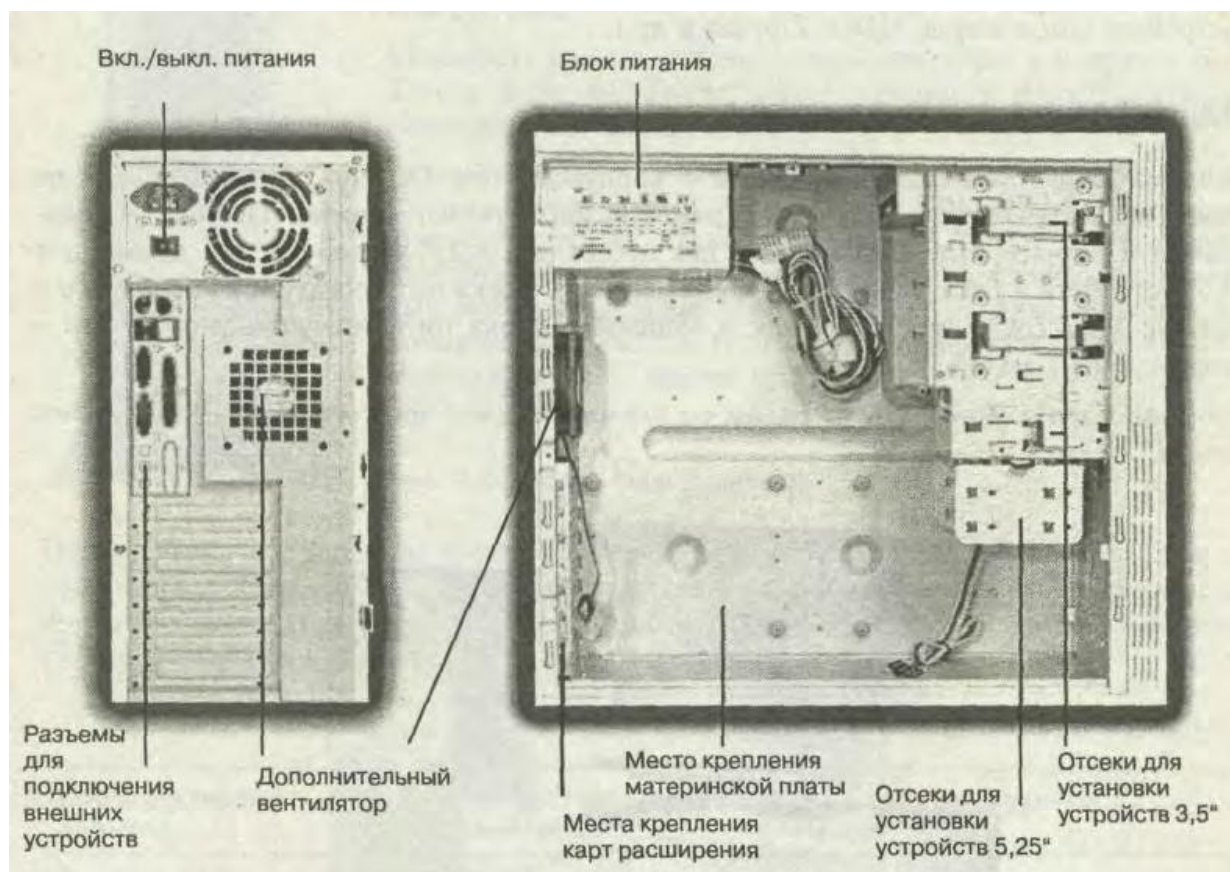 Вкл./выкл. питания
Блок питания
Разъемы
для
подключения
внешних
устройств
Дополнительный
вентилятор
Места крепления
карт расширения
Место крепления
материнской платы
Отсеки для
установки
устройств 5,25"
Отсеки для
установки
устройств 3,5"